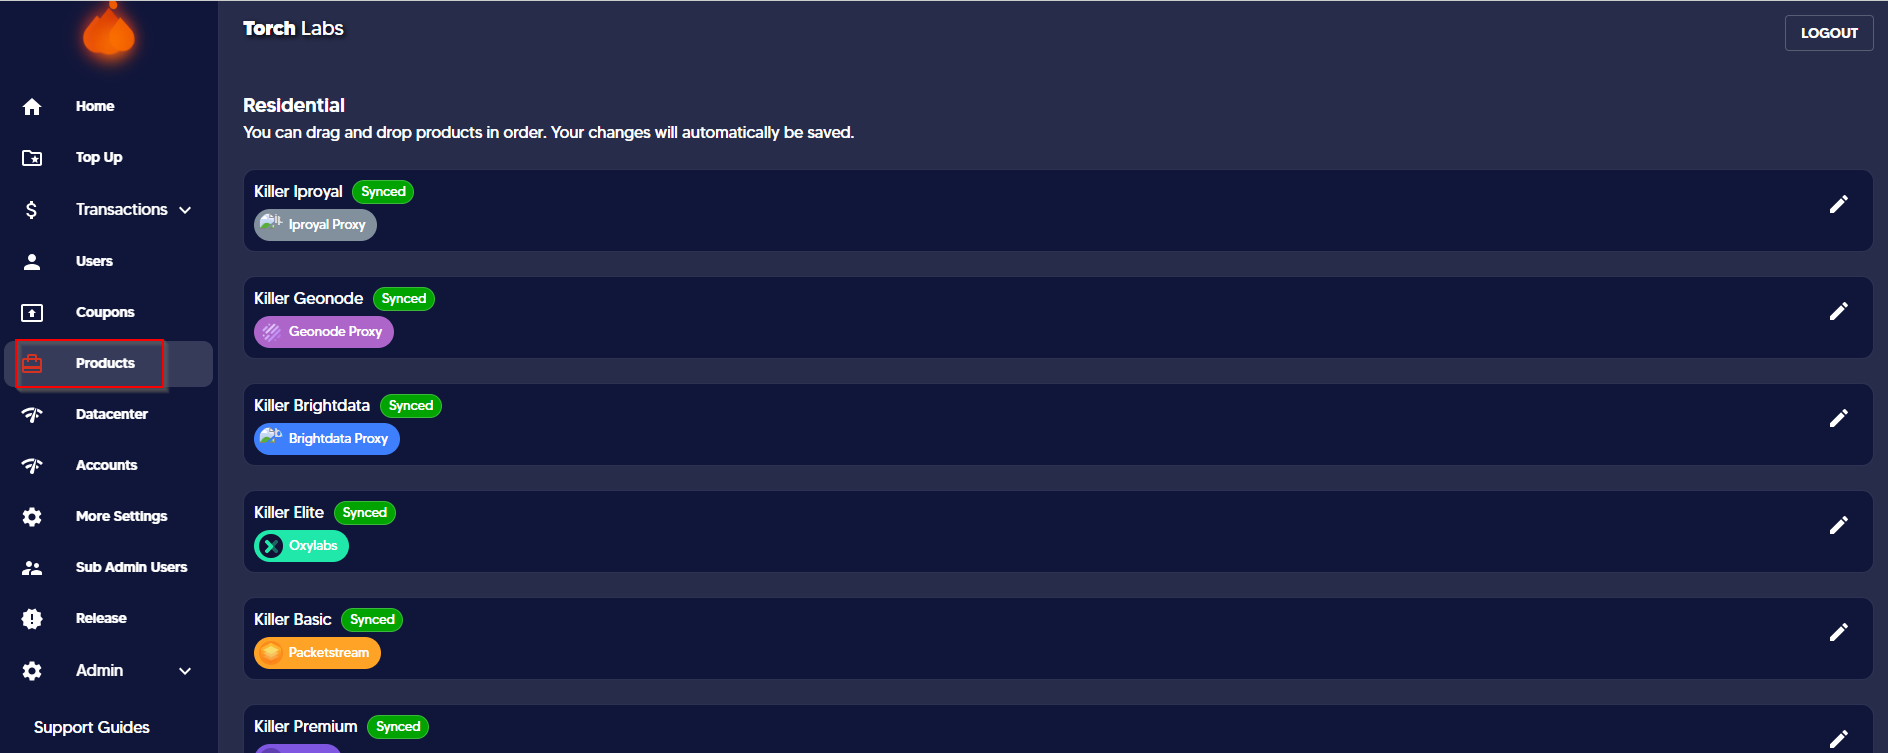 Torch Labs
LOGOUT
Home
Top Up
Transactions
Users
Coupons
Products
Datacenter
Accounts
More Settings
Sub Admin Users
Release
Admin
Support Guides
Residential
You can drag and drop products in order. Your changes will automatically be saved.
Killer Iproyal Synced
Iproyal Proxy
Killer Geonode Synced
Geonode Proxy
Killer Brightdata Synced
Brightdata Proxy
Killer Elite Synced
Oxylabs
Killer Basic Synced
Packetstream
Killer Premium Synced